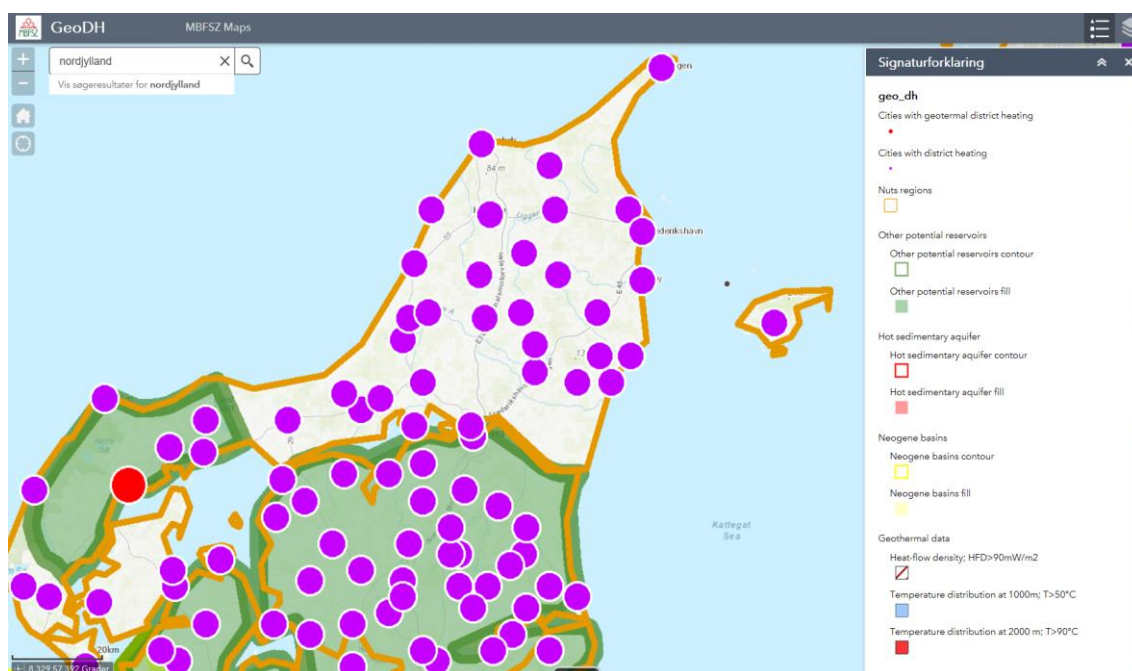 MBFSZ
GeoDH
MBFSZ Maps
nordjylland
Vis søgeresultater for nordjylland
84 m
E45
13
Kattegat
Sea
20km
Signaturforklaring
geo_dh
Cities with geotermal district heating
Cities with district heating
Nuts regions
Other potential reservoirs
Other potential reservoirs contour
Other potential reservoirs fill
Hot sedimentary aquifer
Hot sedimentary aquifer contour
Hot sedimentary aquifer fill
Neogene basins
Neogene basins contour
Neogene basins fill
Geothermal data
Heat-flow density; HFD>90mW/m2
Temperature distribution at 1000m; T>50°C
Temperature distribution at 2000 m; T>90°C